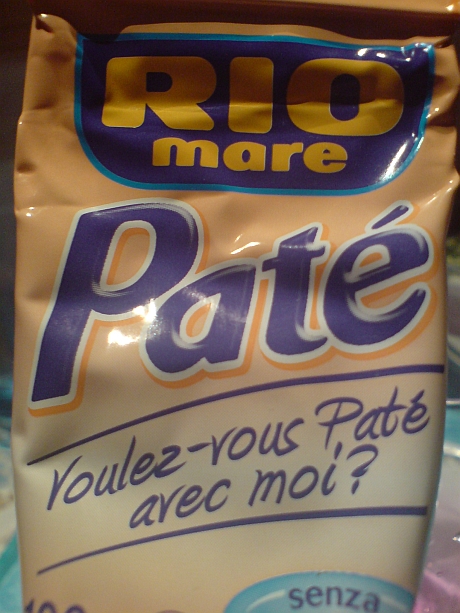 RIO
mare
Paté
Voulez-vous Paté
avec moi?
senza